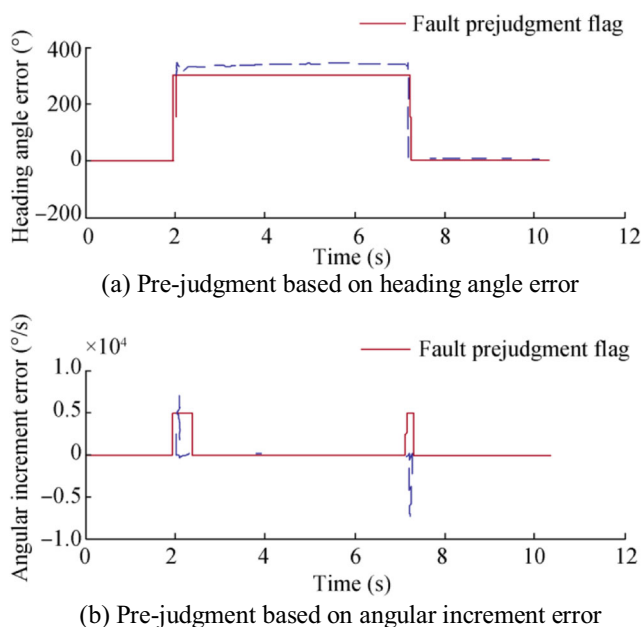 Fault prejudgment flag
Heading angle error (°)
400
200
0
−200
0 2 4 6 8 10 12
Time (s)
(a) Pre-judgment based on heading angle error
×10⁴
Fault prejudgment flag
Angular increment error (°/s)
1.0
0.5
0
−0.5
−1.0
0 2 4 6 8 10 12
Time (s)
(b) Pre-judgment based on angular increment error